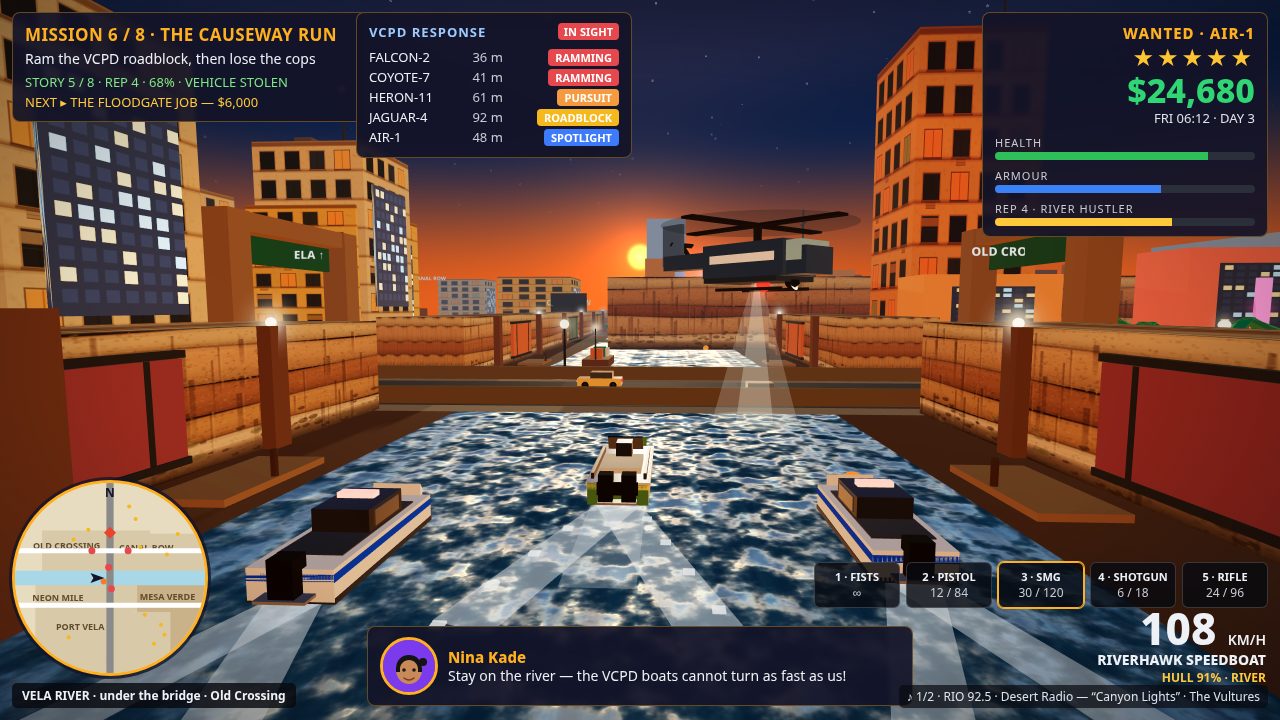 MISSION 6 / 8 · THE CAUSEWAY RUN
Ram the VCPD roadblock, then lose the cops
STORY 5 / 8 · REP 4 · 68% · VEHICLE STOLEN
NEXT ▸ THE FLOODGATE JOB — $6,000
VCPD RESPONSE IN SIGHT
FALCON-2 36 m RAMMING
COYOTE-7 41 m RAMMING
HERON-11 61 m PURSUIT
JAGUAR-4 92 m ROADBLOCK
AIR-1 48 m SPOTLIGHT
WANTED · AIR-1
★ ★ ★ ★ ★
$24,680
FRI 06:12 · DAY 3
HEALTH
ARMOUR
REP 4 · RIVER HUSTLER
ELA ↑
OLD CRO
N
OLD CROSSING
CANAL ROW
NEON MILE
MESA VERDE
PORT VELA
VELA RIVER · under the bridge · Old Crossing
Nina Kade
Stay on the river — the VCPD boats cannot turn as fast as us!
1 · FISTS
∞
2 · PISTOL
12 / 84
3 · SMG
30 / 120
4 · SHOTGUN
6 / 18
5 · RIFLE
24 / 96
108 KM/H
RIVERHAWK SPEEDBOAT
HULL 91% · RIVER
♪ 1/2 · RIO 92.5 · Desert Radio — “Canyon Lights” · The Vultures